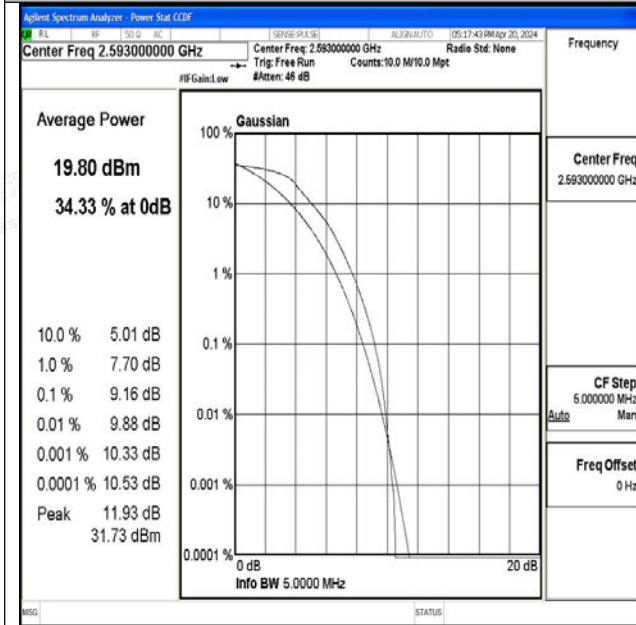 Agilent Spectrum Analyzer - Power Stat CCDF
RL RF 50 Ω AC SENSE:PULSE ALIGNAUTO 05:17:43 PM Apr 20, 2024
Center Freq 2.593000000 GHz
Center Freq: 2.593000000 GHz Radio Std: None
Trig: Free Run Counts:10.0 M/10.0 Mpt
#IFGain:Low #Atten: 46 dB
Frequency
Average Power
19.80 dBm
34.33 % at 0dB
10.0 % 5.01 dB
1.0 % 7.70 dB
0.1 % 9.16 dB
0.01 % 9.88 dB
0.001 % 10.33 dB
0.0001 % 10.53 dB
Peak 11.93 dB
31.73 dBm
Gaussian
100 %
10 %
1 %
0.1 %
0.01 %
0.001 %
0.0001 %
0 dB 20 dB
Info BW 5.0000 MHz
Center Freq
2.593000000 GHz
CF Step
5.000000 MHz
Auto Man
Freq Offset
0 Hz
MSG STATUS